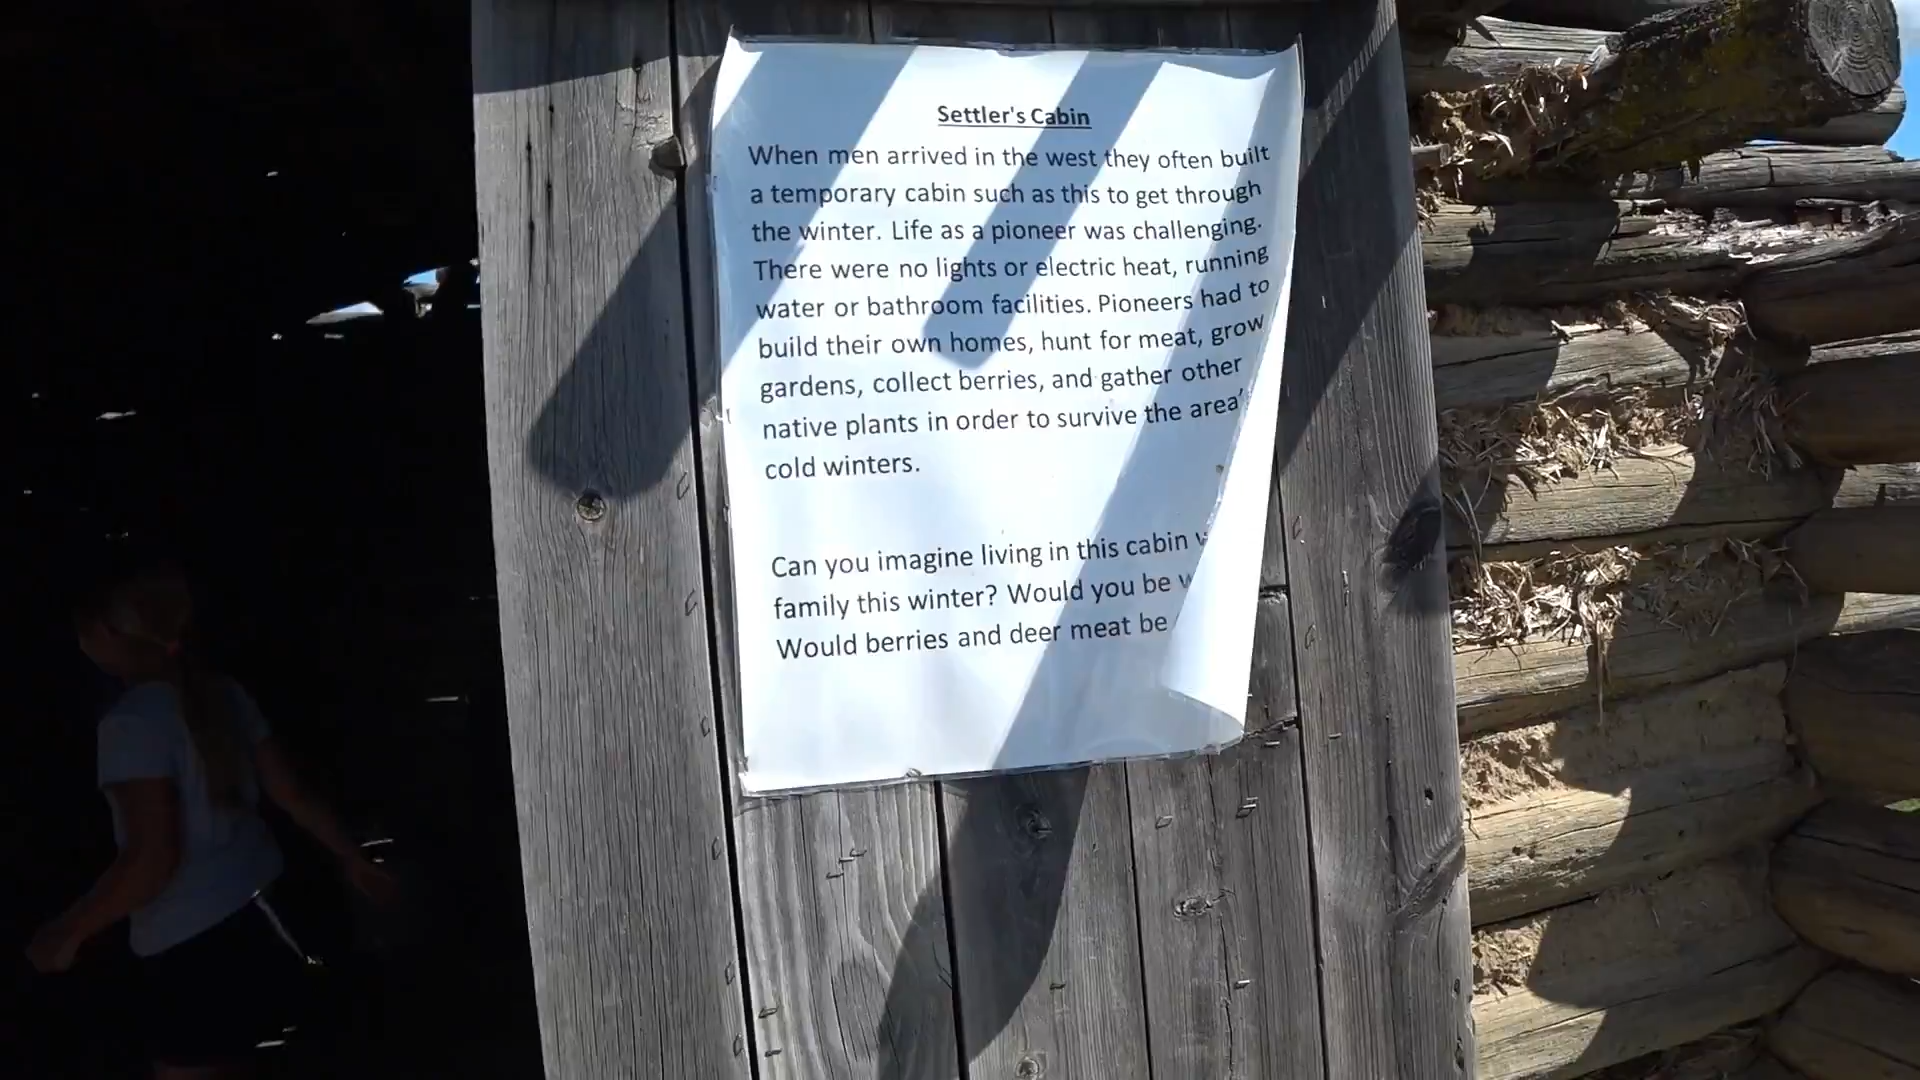 Settler's Cabin
When men arrived in the west they often built
a temporary cabin such as this to get through
the winter. Life as a pioneer was challenging.
There were no lights or electric heat, running
water or bathroom facilities. Pioneers had to
build their own homes, hunt for meat, grow
gardens, collect berries, and gather other
native plants in order to survive the area'
cold winters.
Can you imagine living in this cabin
family this winter? Would you be
Would berries and deer meat be